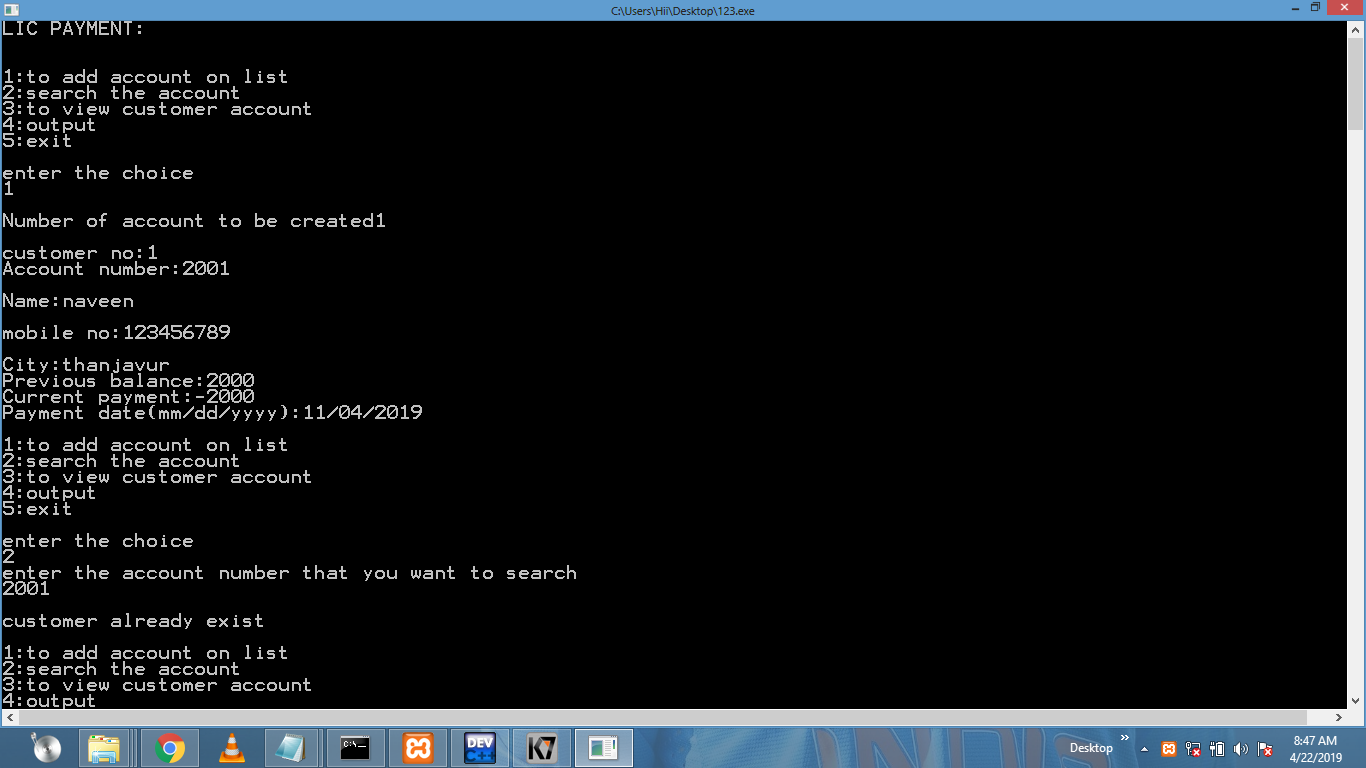 C:\Users\Hii\Desktop\123.exe
LIC PAYMENT:
1:to add account on list
2:search the account
3:to view customer account
4:output
5:exit
enter the choice
1
Number of account to be created1
customer no:1
Account number:2001
Name:naveen
mobile no:123456789
City:thanjavur
Previous balance:2000
Current payment:-2000
Payment date(mm/dd/yyyy):11/04/2019
1:to add account on list
2:search the account
3:to view customer account
4:output
5:exit
enter the choice
2
enter the account number that you want to search
2001
customer already exist
1:to add account on list
2:search the account
3:to view customer account
4:output
C:\_
DEV
C++
K7
Desktop
8:47 AM
4/22/2019